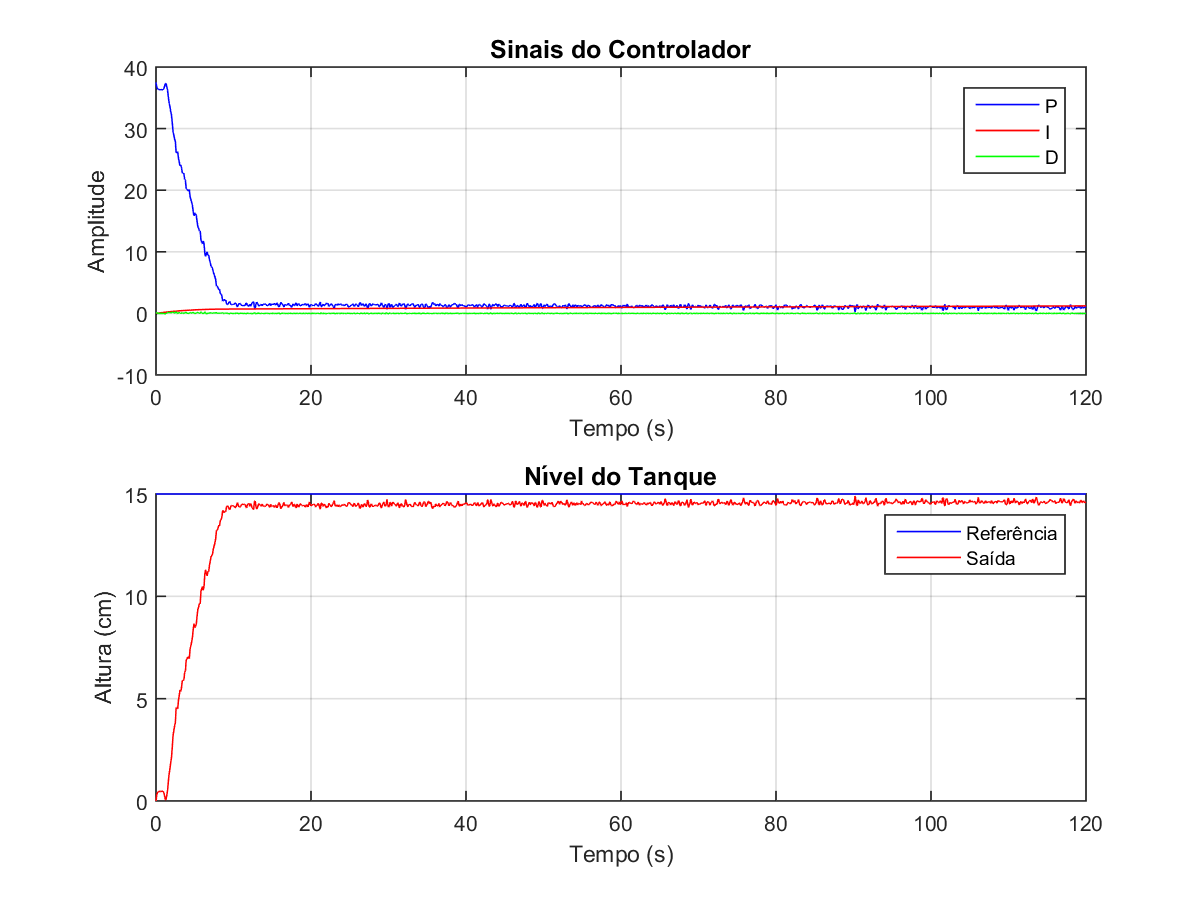 Sinais do Controlador
40
30
20
10
0
-10
Amplitude
P
I
D
0 20 40 60 80 100 120
Tempo (s)
Nível do Tanque
15
10
5
0
Altura (cm)
Referência
Saída
0 20 40 60 80 100 120
Tempo (s)